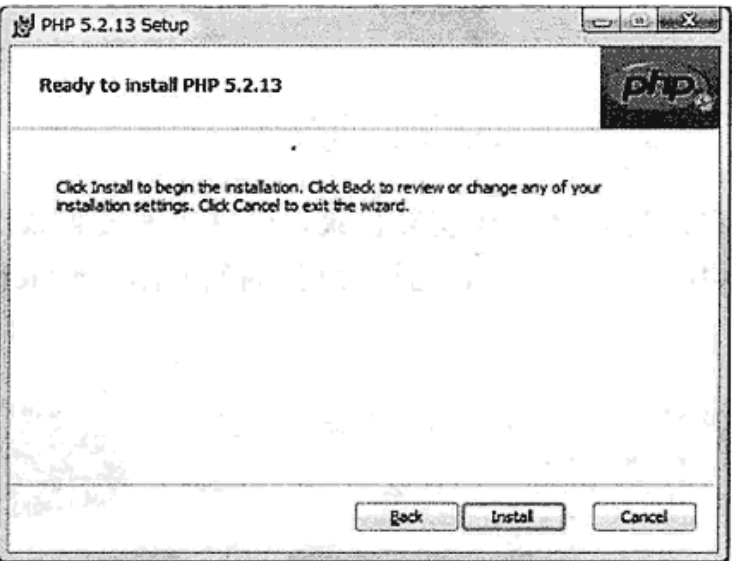 PHP 5.2.13 Setup
Ready to install PHP 5.2.13
php
Click Install to begin the installation. Click Back to review or change any of your
installation settings. Click Cancel to exit the wizard.
Back
Install
Cancel